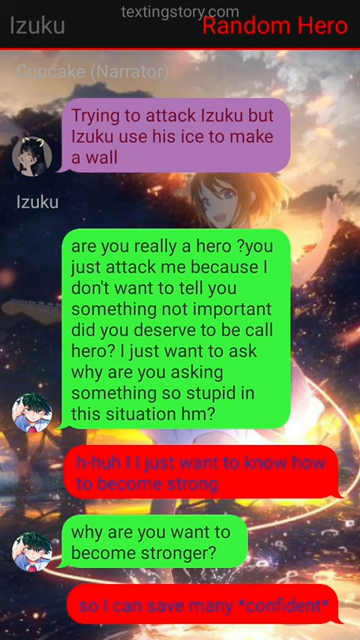 textingstory.com
Izuku
Random Hero
Cupcake (Narrator)
Trying to attack Izuku but
Izuku use his ice to make
a wall
Izuku
are you really a hero ?you
just attack me because I
don't want to tell you
something not important
did you deserve to be call
hero? I just want to ask
why are you asking
something so stupid in
this situation hm?
h-huh I I just want to know how
to become strong
why are you want to
become stronger?
so I can save many *confident*